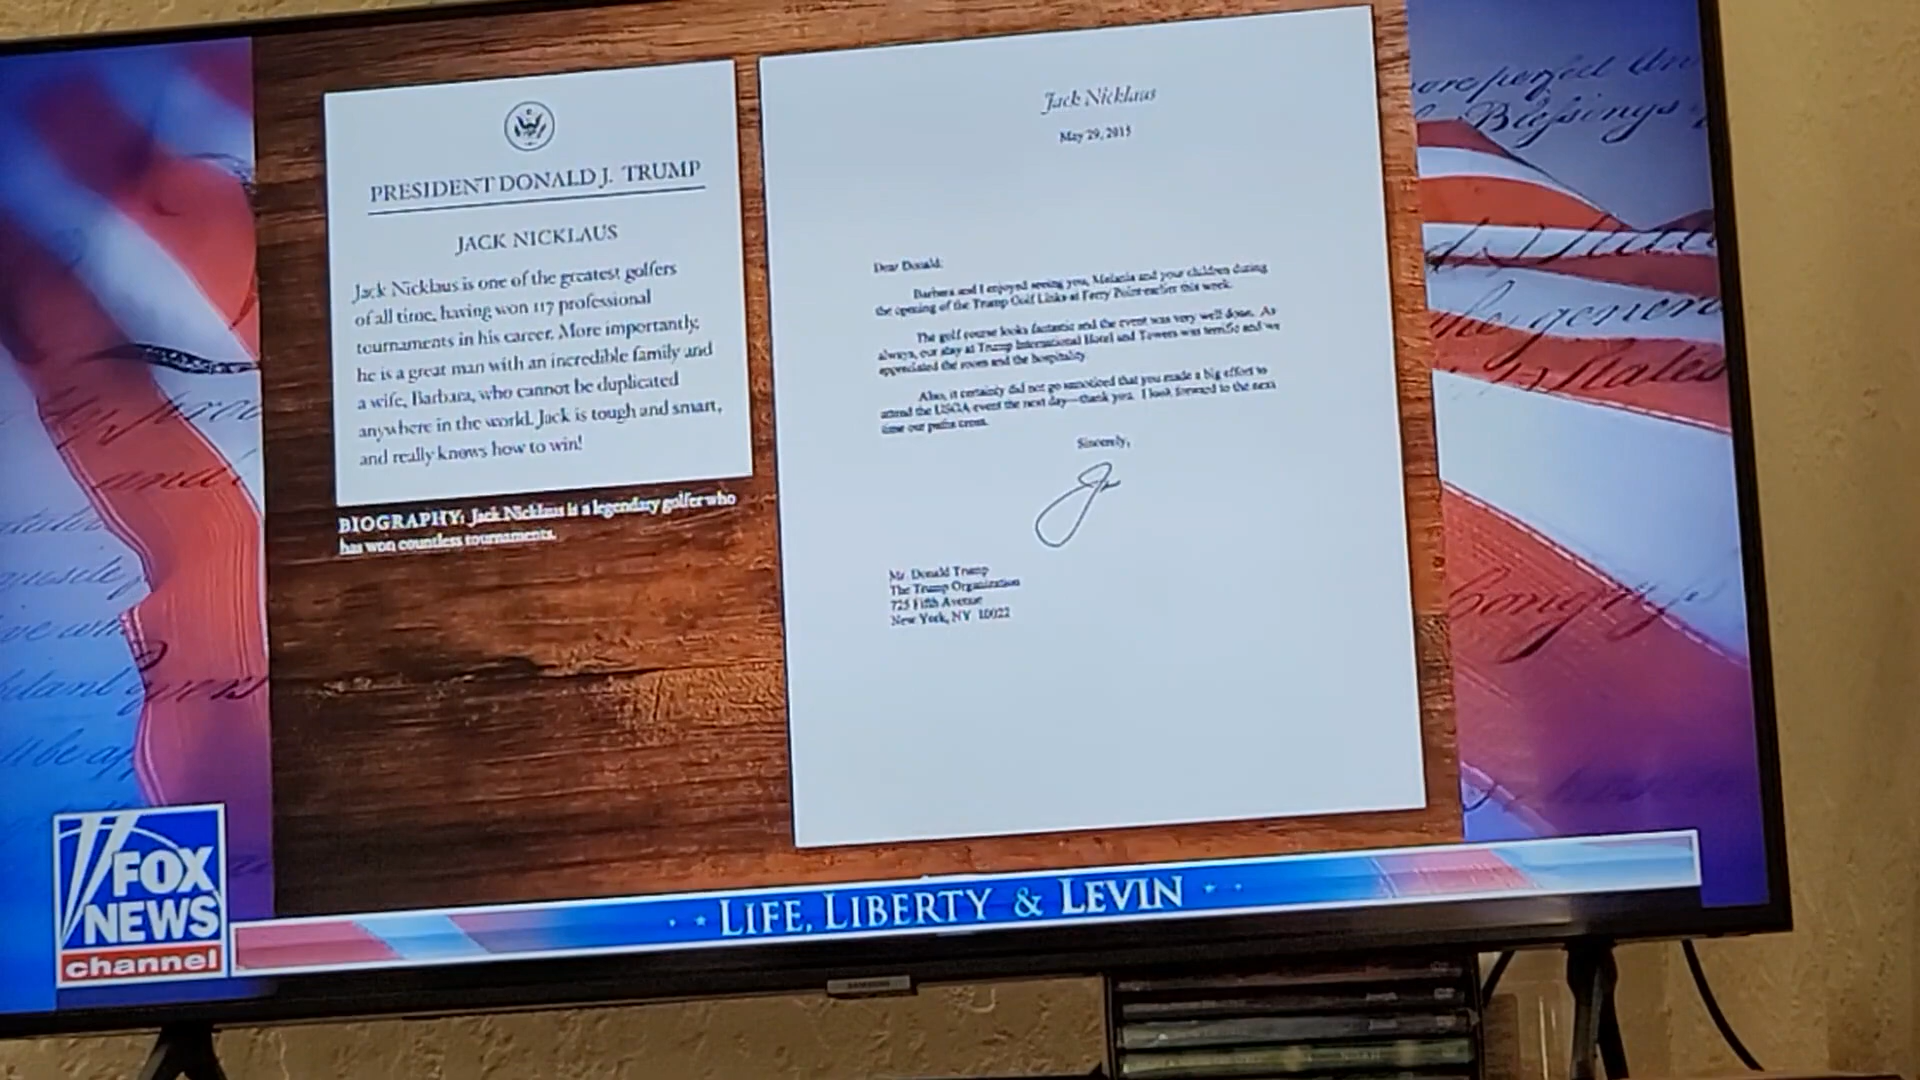 PRESIDENT DONALD J. TRUMP
JACK NICKLAUS
Jack Nicklaus is one of the greatest golfers
of all time, having won 117 professional
tournaments in his career. More importantly,
he is a great man with an incredible family and
a wife, Barbara, who cannot be duplicated
anywhere in the world. Jack is tough and smart,
and really knows how to win!
BIOGRAPHY: Jack Nicklaus is a legendary golfer who
has won countless tournaments.
Jack Nicklaus
May 29, 2015
Dear Donald:
Barbara and I enjoyed seeing you, Melania and your children during
the opening of the Trump Golf Links at Ferry Point earlier this week.
The golf course looks fantastic and the event was very well done. As
always, our stay at Trump International Hotel and Towers was terrific and we
appreciated the room and the hospitality.
Also, it certainly did not go unnoticed that you made a big effort to
attend the USGA event the next day—thank you. I look forward to the next
time our paths cross.
Sincerely,
Mr. Donald Trump
The Trump Organization
725 Fifth Avenue
New York, NY 10022
ore perfect Un
Blessings
the general
States
Congr
FOX
NEWS
channel
LIFE, LIBERTY & LEVIN
SAMSUNG